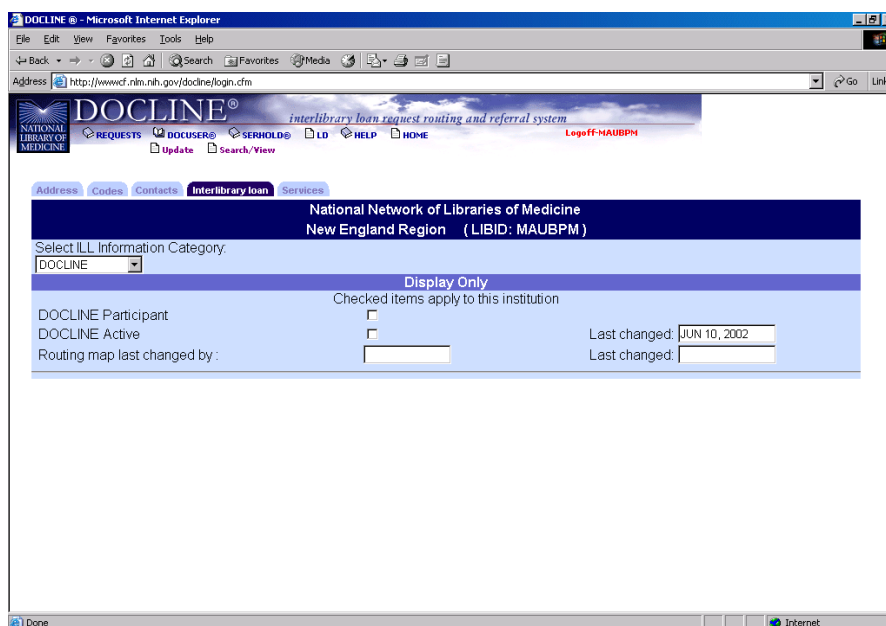 DOCLINE ® - Microsoft Internet Explorer
File Edit View Favorites Tools Help
Back Search Favorites Media
Address http://wwwcf.nlm.nih.gov/docline/login.cfm Go Link
NATIONAL LIBRARY OF MEDICINE
DOCLINE®
interlibrary loan request routing and referral system
REQUESTS DOCUSER® SERHOLD® LD HELP HOME Logoff-MAUBPM
Update Search/View
Address Codes Contacts Interlibrary loan Services
National Network of Libraries of Medicine
New England Region ( LIBID: MAUBPM )
Select ILL Information Category:
DOCLINE
Display Only
Checked items apply to this institution
DOCLINE Participant
DOCLINE Active Last changed: JUN 10, 2002
Routing map last changed by : Last changed:
Done Internet